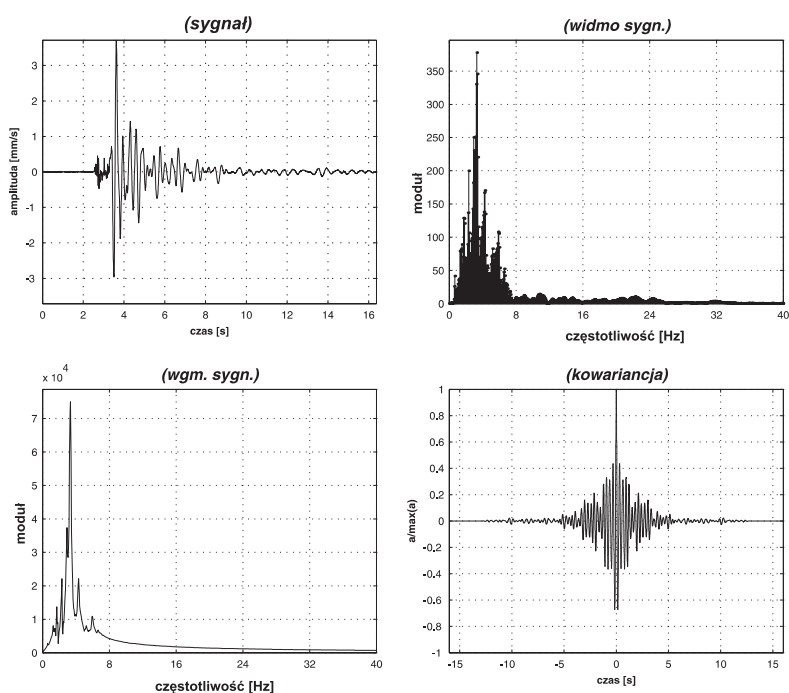 (sygnał)
3
2
1
0
-1
-2
-3
amplituda [mm/s]
0 2 4 6 8 10 12 14 16
czas [s]
(widmo sygn.)
350
300
250
200
150
100
50
0
moduł
0 8 16 24 32 40
częstotliwość [Hz]
(wgm. sygn.)
x 10^4
7
6
5
4
3
2
1
0
moduł
0 8 16 24 32 40
częstotliwość [Hz]
(kowariancja)
1
0.8
0.6
0.4
0.2
0
-0.2
-0.4
-0.6
-0.8
-1
a/max(a)
-15 -10 -5 0 5 10 15
czas [s]